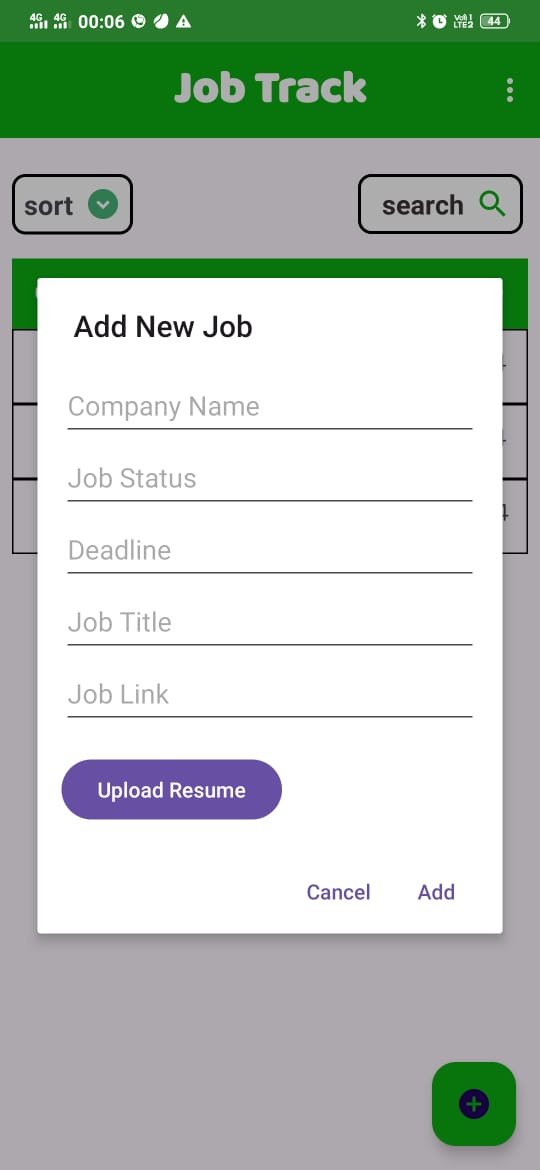 4G 4G 00:06 Vo) 1 LTE2 44
Job Track
sort search
Add New Job
Company Name
Job Status
Deadline
Job Title
Job Link
Upload Resume
Cancel Add